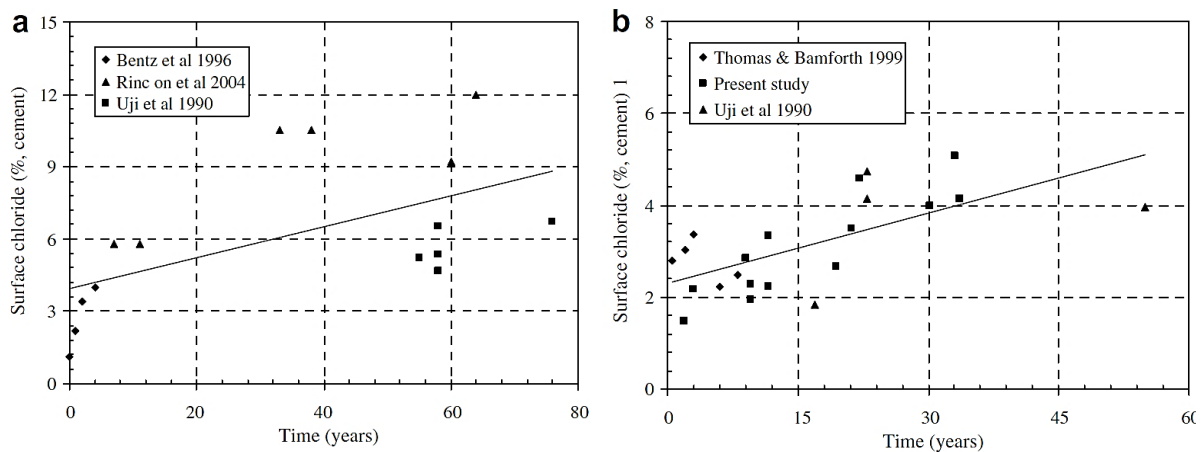 a
Surface chloride (%, cement)
15
12
9
6
3
0
Bentz et al 1996
Rinc on et al 2004
Uji et al 1990
0 20 40 60 80
Time (years)
b
Surface chloride (%, cement) 1
8
6
4
2
0
Thomas & Bamforth 1999
Present study
Uji et al 1990
0 15 30 45 60
Time (years)